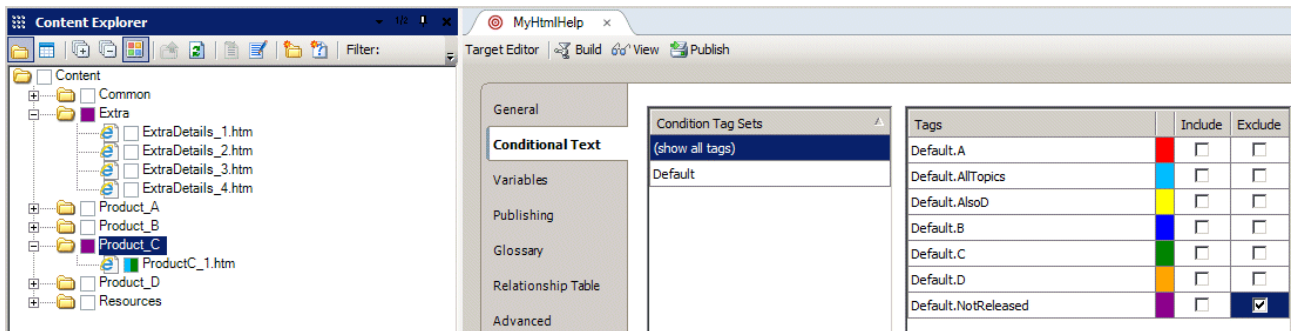 Content Explorer
1/2
Filter:
Content
Common
Extra
ExtraDetails_1.htm
ExtraDetails_2.htm
ExtraDetails_3.htm
ExtraDetails_4.htm
Product_A
Product_B
Product_C
ProductC_1.htm
Product_D
Resources
MyHtmlHelp ×
Target Editor Build View Publish
General
Conditional Text
Variables
Publishing
Glossary
Relationship Table
Advanced
Condition Tag Sets
(show all tags)
Default
Tags Include Exclude
Default.A
Default.AllTopics
Default.AlsoD
Default.B
Default.C
Default.D
Default.NotReleased